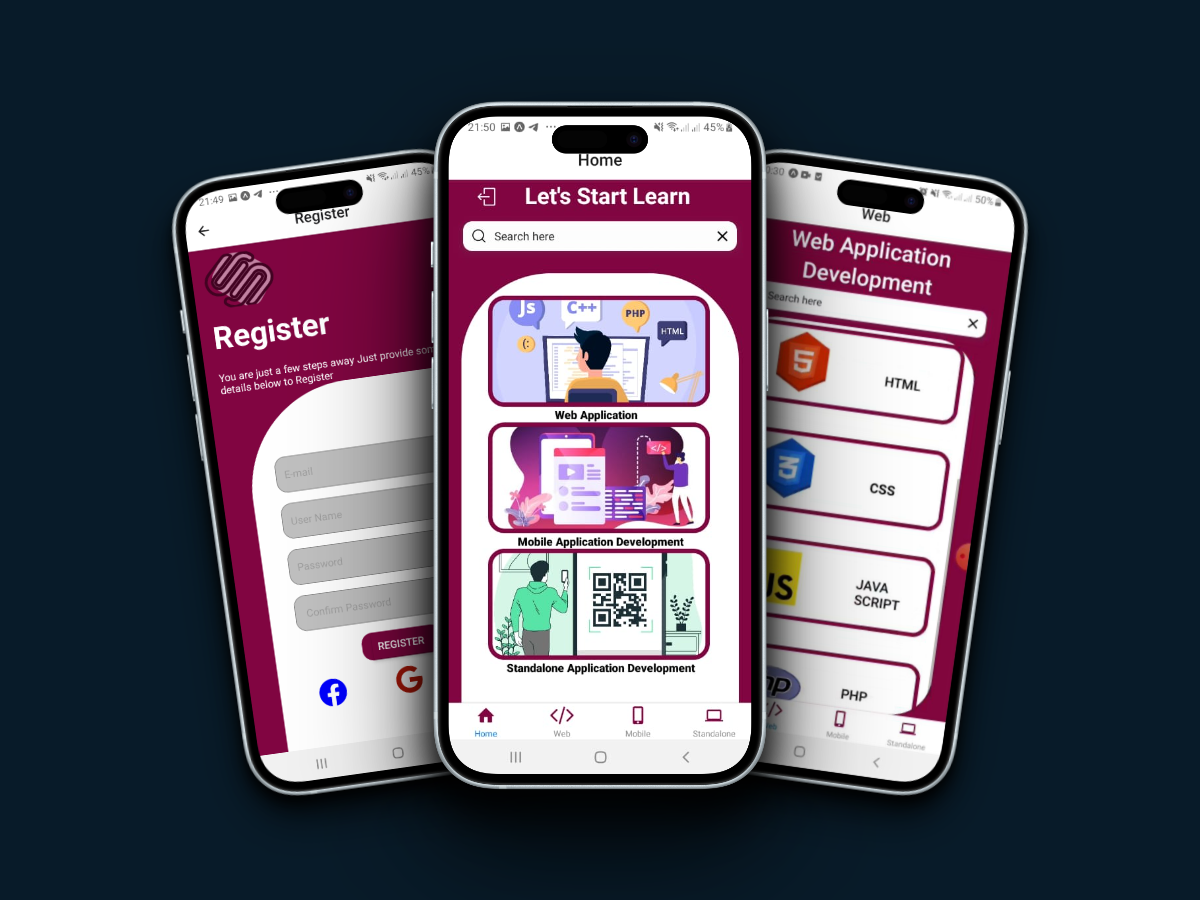 21:49
45%
Register
Register
You are just a few steps away Just provide
details below to Register
E-mail
User Name
Password
Confirm Password
REGISTER
21:50
45%
Home
Let's Start Learn
Search here
Js
C++
PHP
HTML
(:
</>
Web Application
Mobile Application Development
Standalone Application Development
Home
Web
Mobile
Standalone
:30
50%
Web
Web Application
Development
Search here
HTML
CSS
JS
JAVA
SCRIPT
PHP
Mobile
Standalone